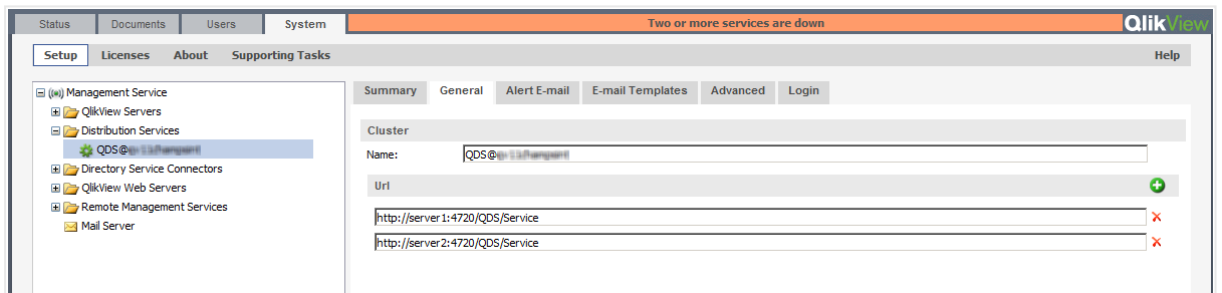 Status Documents Users System Two or more services are down QlikView
Setup Licenses About Supporting Tasks Help
Management Service
QlikView Servers
Distribution Services
QDS@
Directory Service Connectors
QlikView Web Servers
Remote Management Services
Mail Server
Summary General Alert E-mail E-mail Templates Advanced Login
Cluster
Name: QDS@
Url
http://server1:4720/QDS/Service
http://server2:4720/QDS/Service